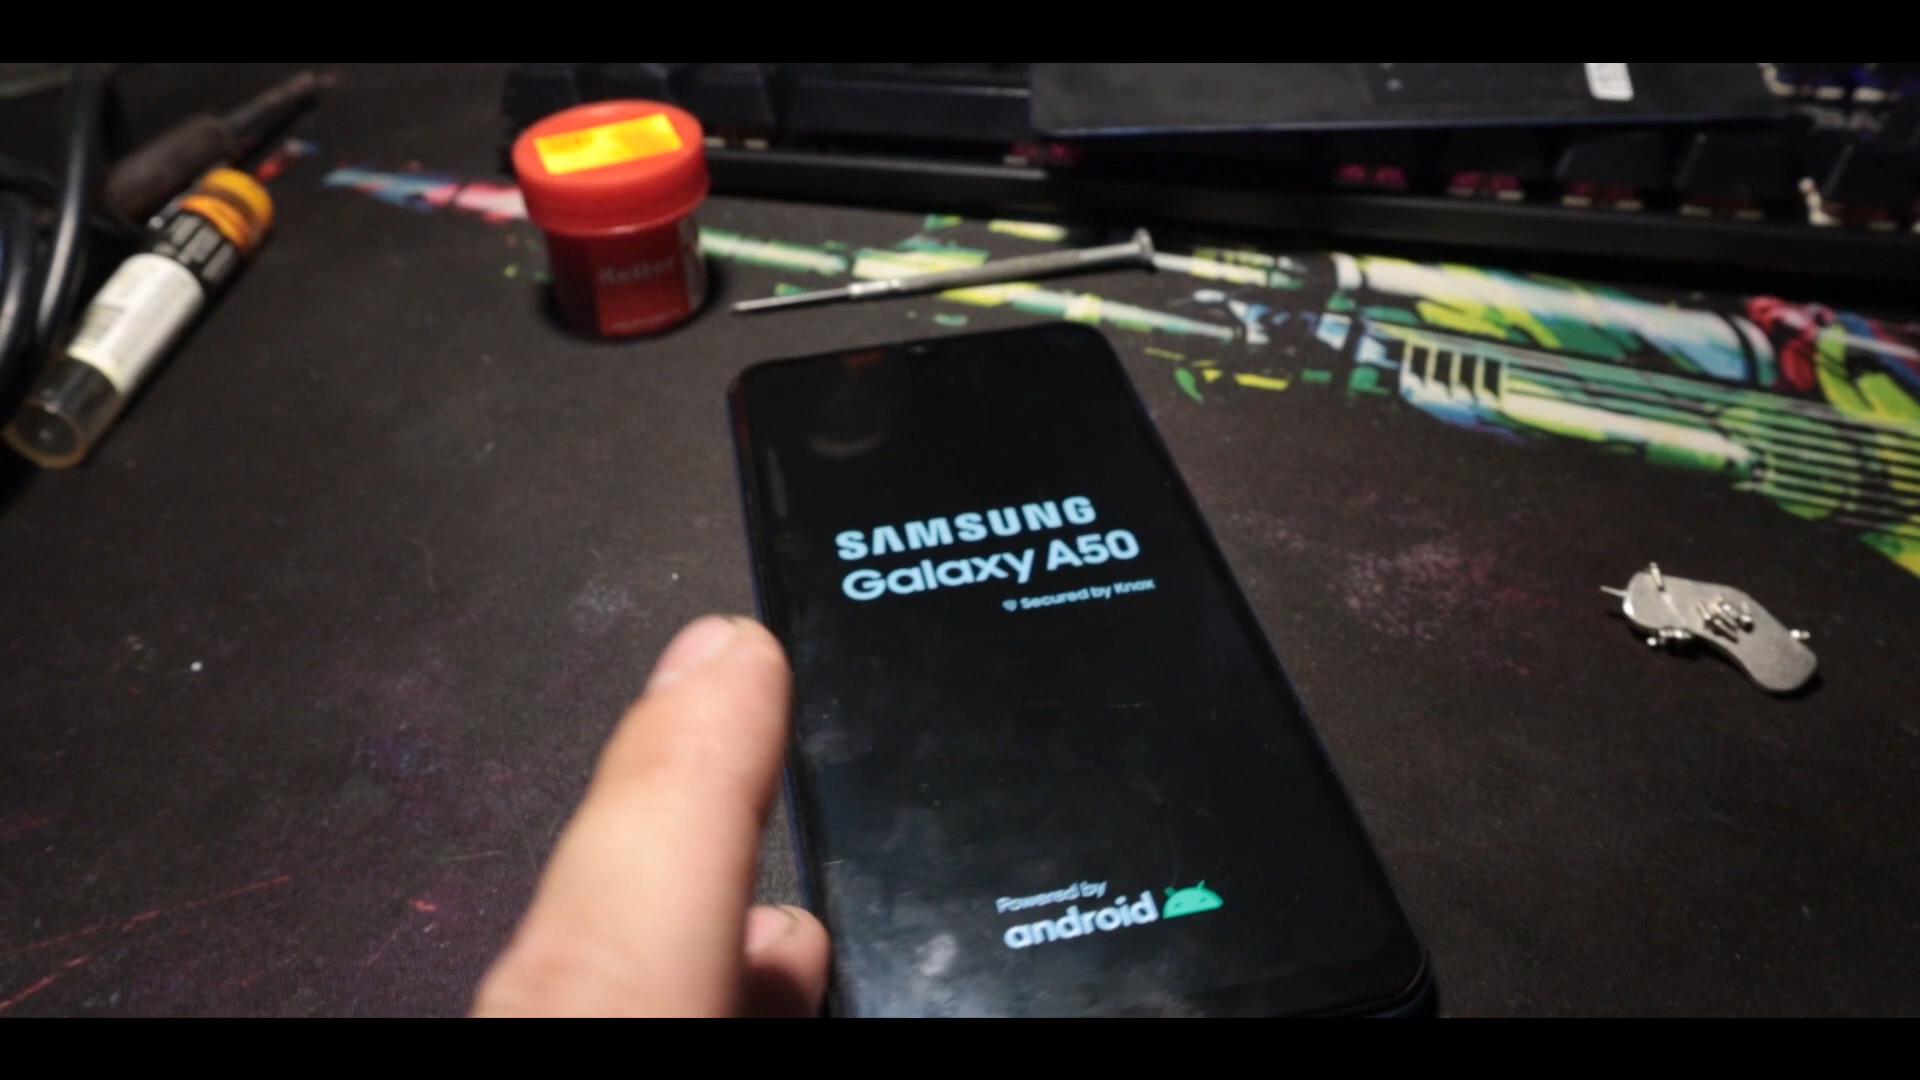 SAMSUNG
Galaxy A50
Secured by Knox
Powered by
android